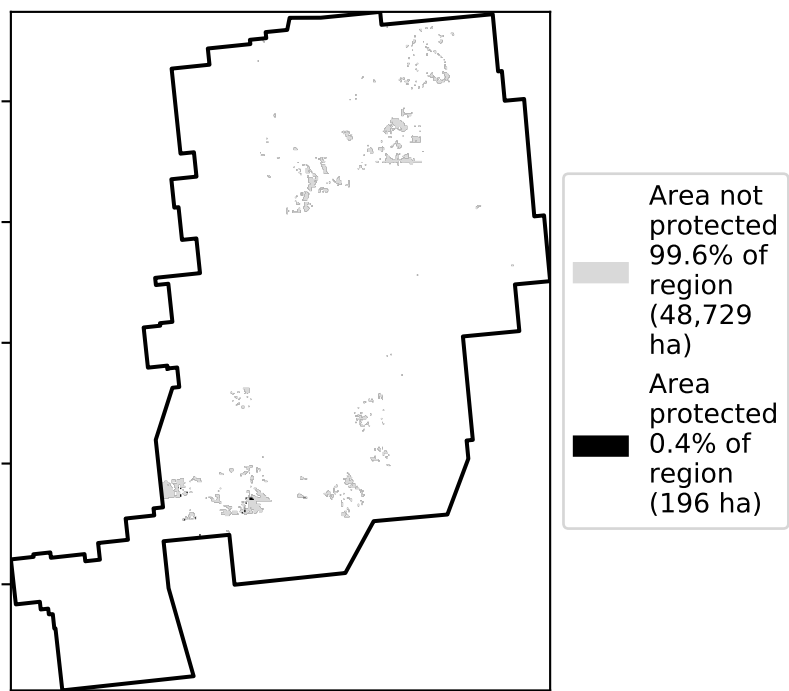 Area not
protected
99.6% of
region
(48,729
ha)
Area
protected
0.4% of
region
(196 ha)